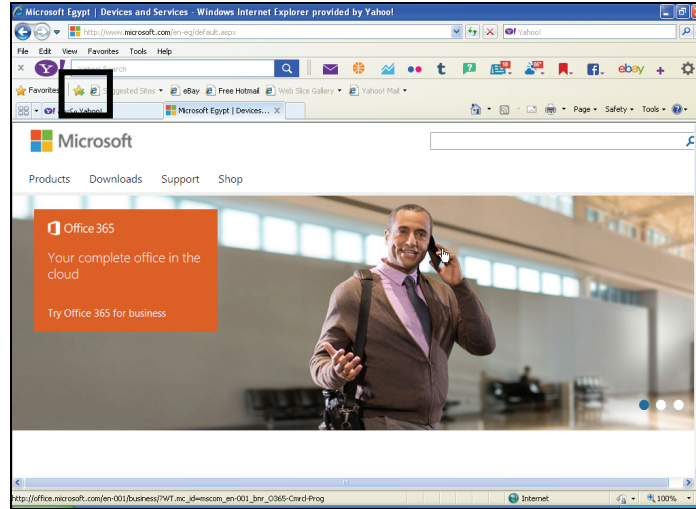 Microsoft Egypt | Devices and Services - Windows Internet Explorer provided by Yahoo!
http://www.microsoft.com/en-eg/default.aspx
Yahoo!
File Edit View Favorites Tools Help
Y! Search
ebay
Favorites Suggested Sites eBay Free Hotmail Web Slice Gallery Yahoo! Mail
Yahoo! Microsoft Egypt | Devices... X Page Safety Tools
Microsoft
Products Downloads Support Shop
Office 365
Your complete office in the
cloud
Try Office 365 for business
http://office.microsoft.com/en-001/business/?WT.mc_id=mscom_en-001_bnr_O365-Cmrcl-Prog Internet 100%